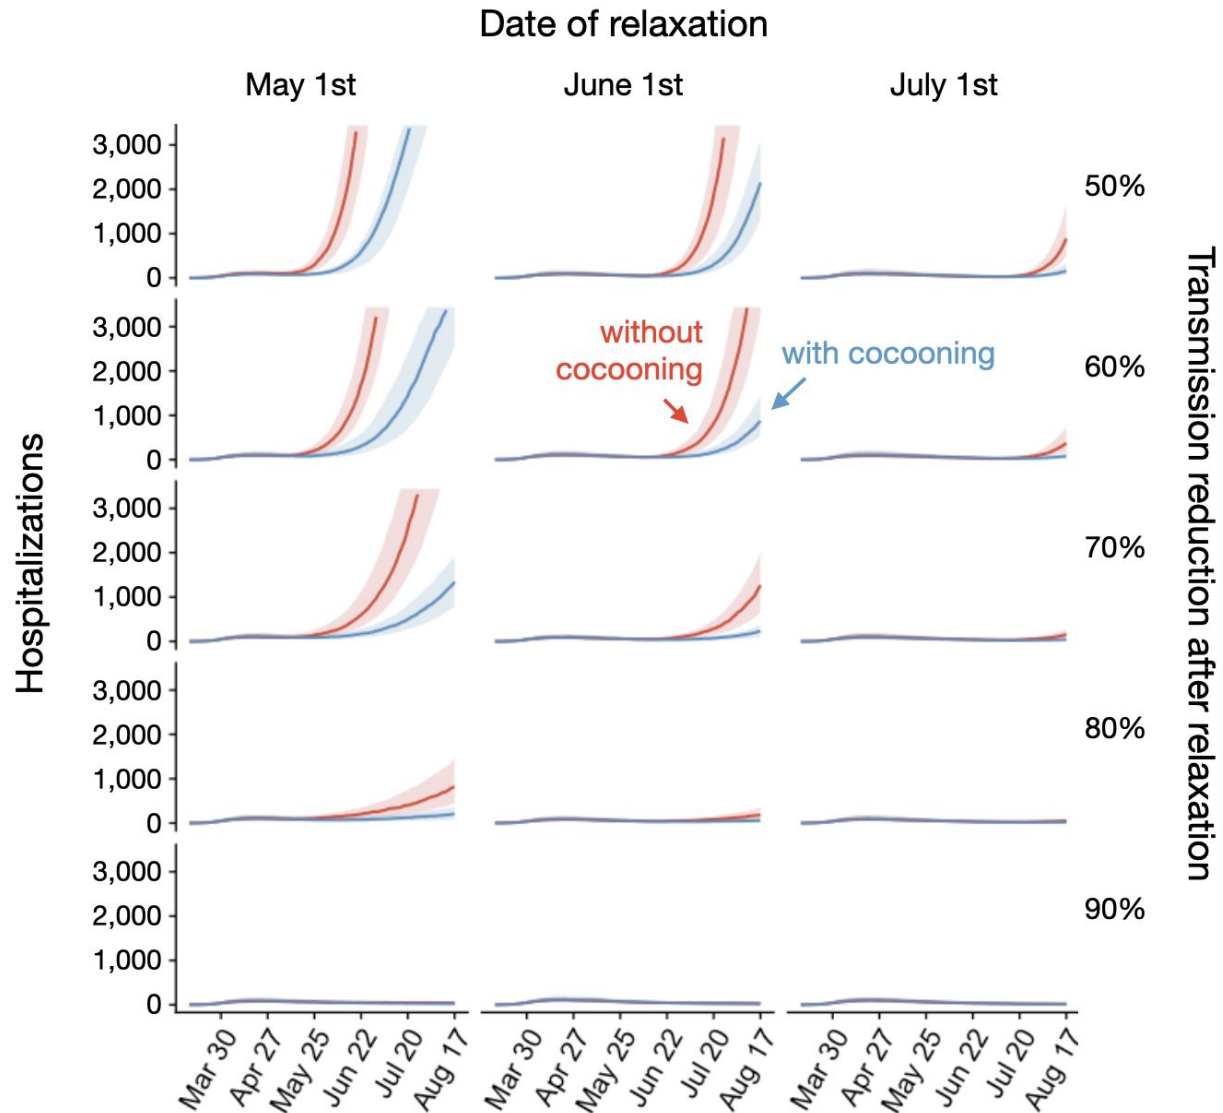 Date of relaxation
May 1st
June 1st
July 1st
3,000
2,000
1,000
0
50%
3,000
2,000
1,000
0
without
cocooning
with cocooning
60%
3,000
2,000
1,000
0
70%
3,000
2,000
1,000
0
80%
3,000
2,000
1,000
0
90%
Hospitalizations
Transmission reduction after relaxation
Mar 30
Apr 27
May 25
Jun 22
Jul 20
Aug 17
Mar 30
Apr 27
May 25
Jun 22
Jul 20
Aug 17
Mar 30
Apr 27
May 25
Jun 22
Jul 20
Aug 17